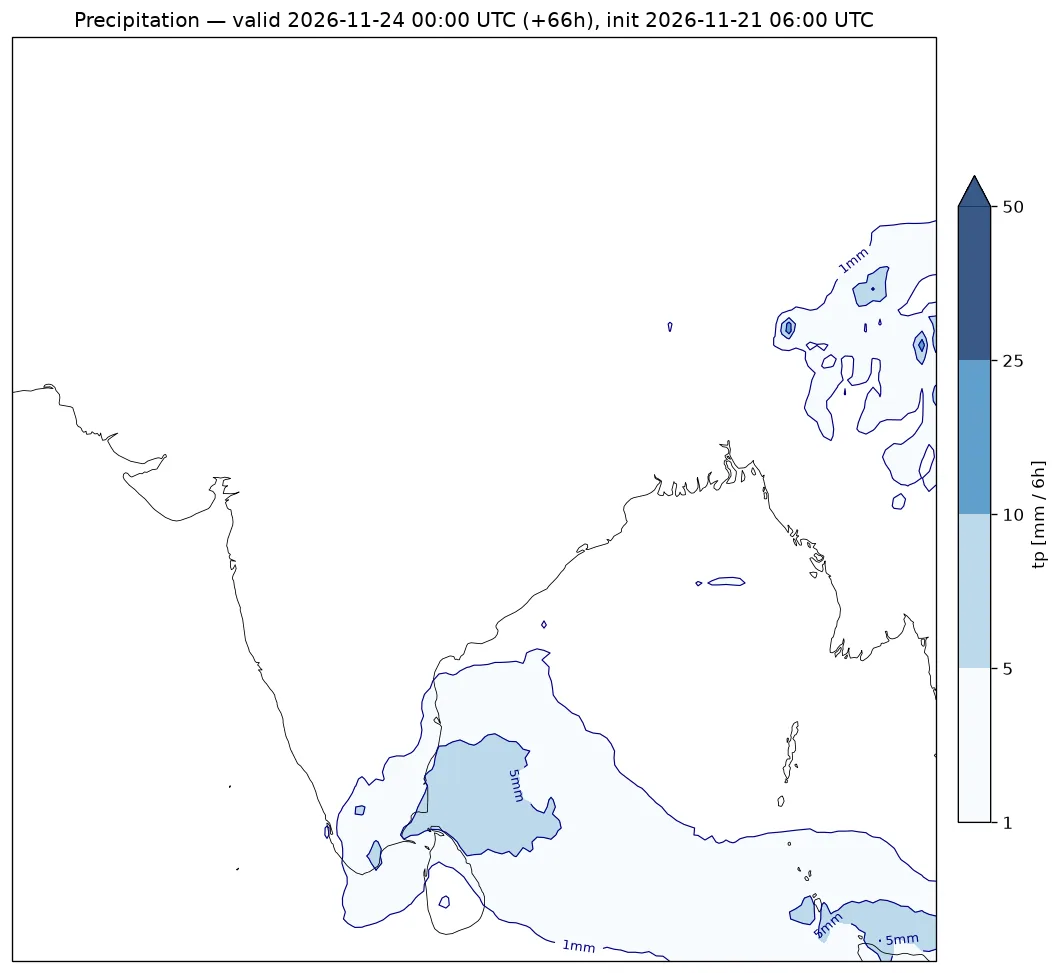 Precipitation — valid 2026-11-24 00:00 UTC (+66h), init 2026-11-21 06:00 UTC
50
1mm
25
tp [mm / 6h]
10
5
5mm
1
5mm
5mm
1mm